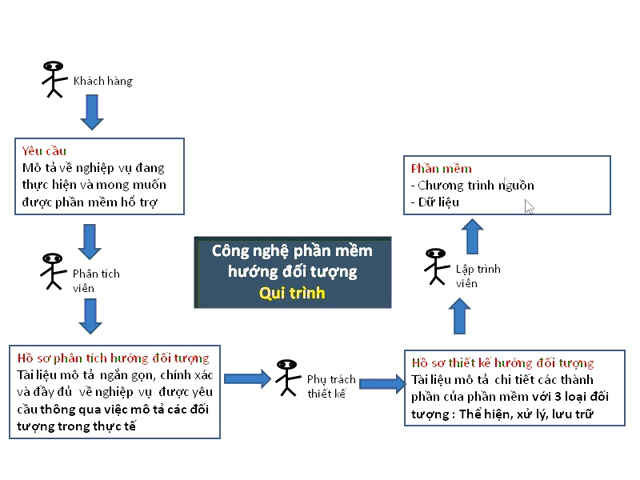 Khách hàng
Yêu cầu
Mô tả về nghiệp vụ đang
thực hiện và mong muốn
được phần mềm hổ trợ
Phân tích
viên
Hồ sơ phân tích hướng đối tượng
Tài liệu mô tả ngắn gọn, chính xác
và đầy đủ về nghiệp vụ được yêu
cầu thông qua việc mô tả các đối
tượng trong thực tế
Công nghệ phần mềm
hướng đối tượng
Qui trình
Phụ trách
thiết kế
Hồ sơ thiết kế hướng đối tượng
Tài liệu mô tả chi tiết các thành
phần của phần mềm với 3 loại đối
tượng : Thể hiện, xử lý, lưu trữ
Lập trình
viên
Phần mềm
- Chương trình nguồn
- Dữ liệu